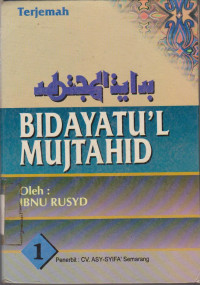 Terjemah
بداية المجتهد
BIDAYATU'L
MUJTAHID
Oleh :
IBNU RUSYD
1
Penerbit : CV. ASY-SYIFA' Semarang